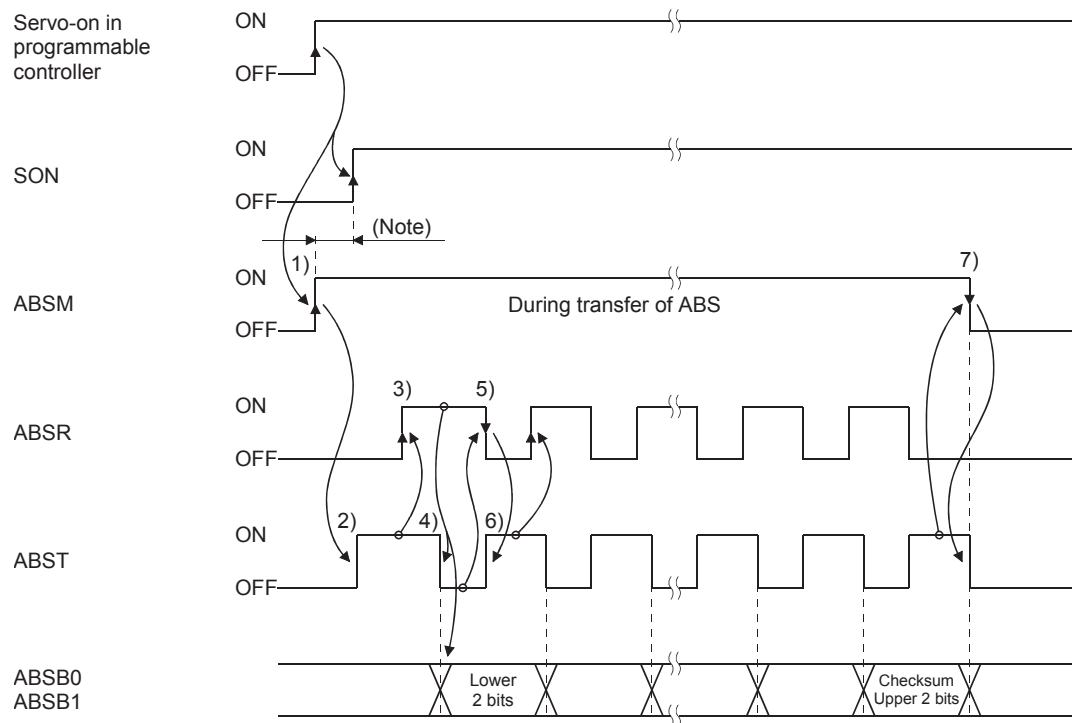 Servo-on in
programmable
controller
ON
OFF
SON
ON
OFF
(Note)
ABSM
ON
OFF
1)
During transfer of ABS
7)
ABSR
ON
OFF
3)
5)
ABST
ON
OFF
2)
4)
6)
ABSB0
ABSB1
Lower
2 bits
Checksum
Upper 2 bits